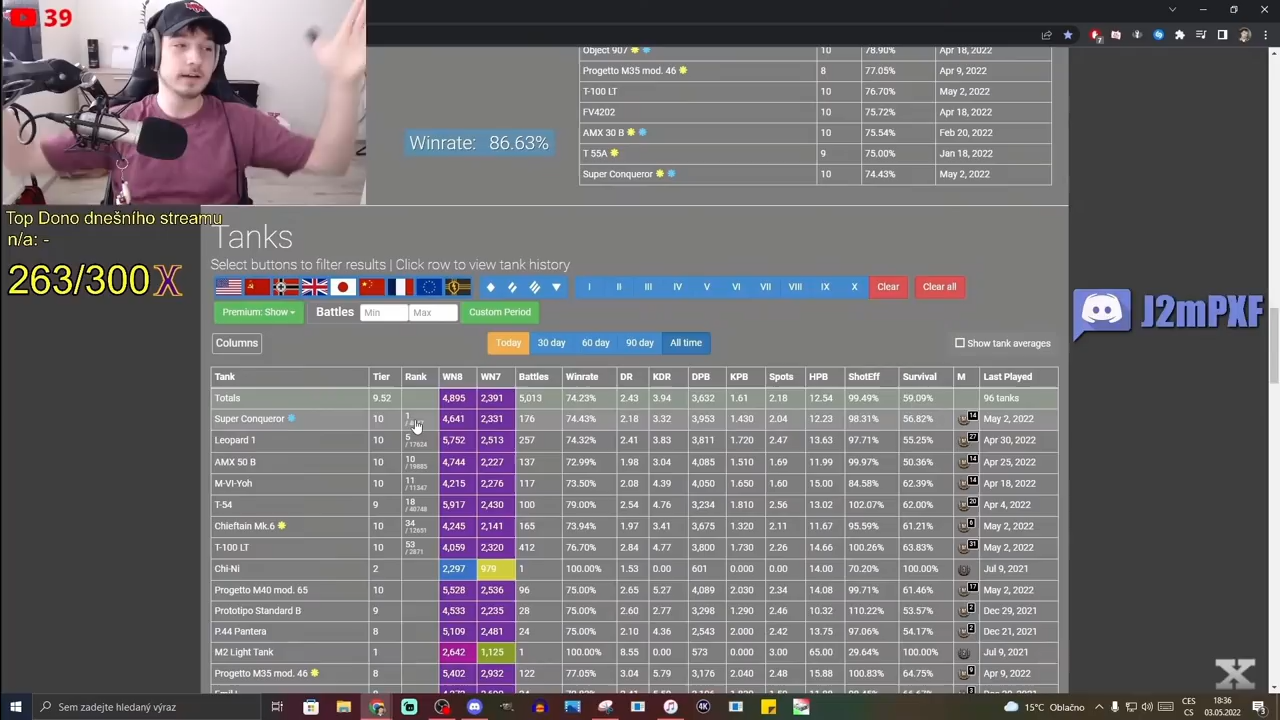 39
Top Dono dnešního streamu
n/a: -
263/300 X
Winrate: 86.63%
Object 907 10 78.90% Apr 18, 2022
Progetto M35 mod. 46 8 77.05% Apr 9, 2022
T-100 LT 10 76.70% May 2, 2022
FV4202 10 75.72% Apr 18, 2022
AMX 30 B 10 75.54% Feb 20, 2022
T 55A 9 75.00% Jan 18, 2022
Super Conqueror 10 74.43% May 2, 2022
Tanks
Select buttons to filter results | Click row to view tank history
I II III IV V VI VII VIII IX X Clear Clear all
Premium: Show Battles Min Max Custom Period
Columns Today 30 day 60 day 90 day All time Show tank averages
J2mPXF
Tank Tier Rank WN8 WN7 Battles Winrate DR KDR DPB KPB Spots HPB ShotEff Survival M Last Played
Totals 9.52 4,895 2,391 5,013 74.23% 2.43 3.94 3,632 1.61 2.18 12.54 99.49% 59.09% 96 tanks
Super Conqueror 10 1 4,641 2,331 176 74.43% 2.18 3.32 3,953 1.430 2.04 12.23 98.31% 56.82% 14 May 2, 2022
Leopard 1 10 5 / 17624 5,752 2,513 257 74.32% 2.41 3.83 3,811 1.720 2.47 13.63 97.71% 55.25% 27 Apr 30, 2022
AMX 50 B 10 10 / 19885 4,744 2,227 137 72.99% 1.98 3.04 4,085 1.510 1.69 11.99 99.97% 50.36% 14 Apr 25, 2022
M-VI-Yoh 10 11 / 11347 4,215 2,276 117 73.50% 2.08 4.39 4,050 1.650 1.60 15.00 84.58% 62.39% 14 Apr 18, 2022
T-54 9 18 / 40748 5,917 2,430 100 79.00% 2.54 4.76 3,234 1.810 2.56 13.02 102.07% 62.00% 20 Apr 4, 2022
Chieftain Mk.6 10 34 / 12651 4,245 2,141 165 73.94% 1.97 3.41 3,675 1.320 2.11 11.67 95.59% 61.21% 6 May 2, 2022
T-100 LT 10 53 / 2871 4,059 2,320 412 76.70% 2.84 4.77 3,800 1.730 2.26 14.66 100.26% 63.83% 31 May 2, 2022
Chi-Ni 2 2,297 979 1 100.00% 1.53 0.00 601 0.00 0.00 14.00 70.20% 100.00% Jul 9, 2021
Progetto M40 mod. 65 10 5,528 2,536 96 75.00% 2.65 5.27 4,089 2.030 2.34 14.08 99.71% 61.46% 17 May 2, 2022
Prototipo Standard B 9 4,533 2,235 28 75.00% 2.60 2.77 3,298 1.290 2.46 10.32 110.22% 53.57% 2 Dec 29, 2021
P.44 Pantera 8 5,109 2,481 24 75.00% 2.10 4.36 2,543 2.000 2.42 13.75 97.06% 54.17% 2 Dec 21, 2021
M2 Light Tank 1 2,642 1,125 1 100.00% 8.55 0.00 573 0.00 3.00 65.00 29.64% 100.00% Jul 9, 2021
Progetto M35 mod. 46 8 5,402 2,932 122 77.05% 3.04 5.79 3,176 2.040 2.48 15.88 100.83% 64.75% 9 Apr 9, 2022
X
Sem zadejte hledaný výraz
15°C Oblačno
CES
CS
18:36
03.05.2022